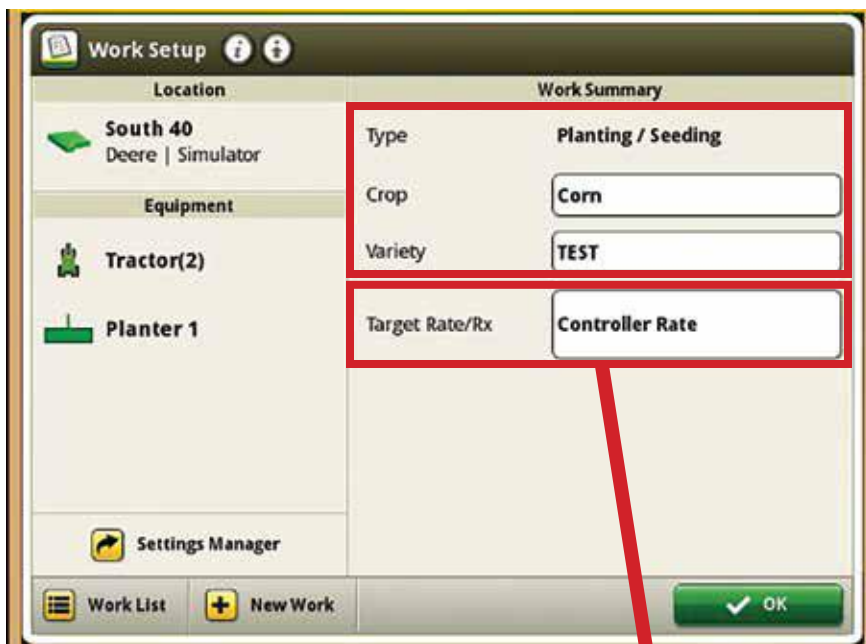 Work Setup
Location
South 40
Deere | Simulator
Equipment
Tractor(2)
Planter 1
Settings Manager
Work Summary
Type Planting / Seeding
Crop Corn
Variety TEST
Target Rate/Rx Controller Rate
Work List New Work OK